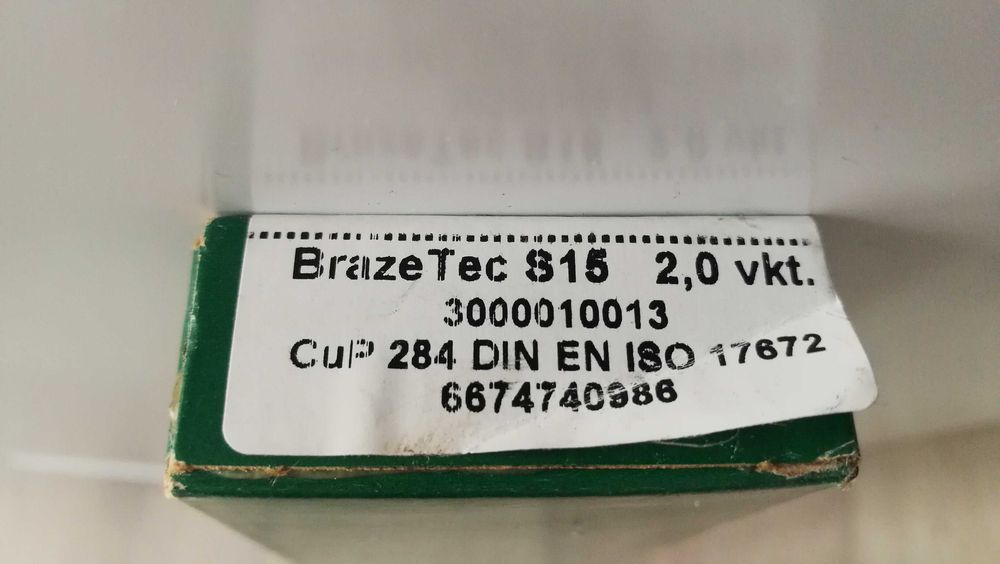 BrazeTec S15 2,0 vkt.
3000010013
CuP 284 DIN EN ISO 17672
6674740986